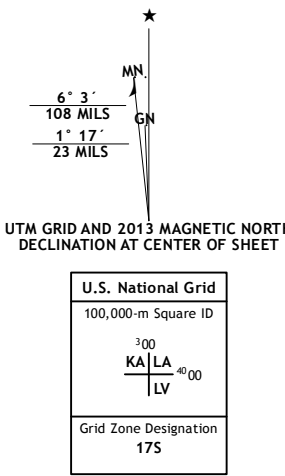 ★
MN
GN
6° 3´
108 MILS
1° 17´
23 MILS
UTM GRID AND 2013 MAGNETIC NORTH
DECLINATION AT CENTER OF SHEET
U.S. National Grid
100,000-m Square ID
³00
KA LA
⁴⁰00
LV
Grid Zone Designation
17S